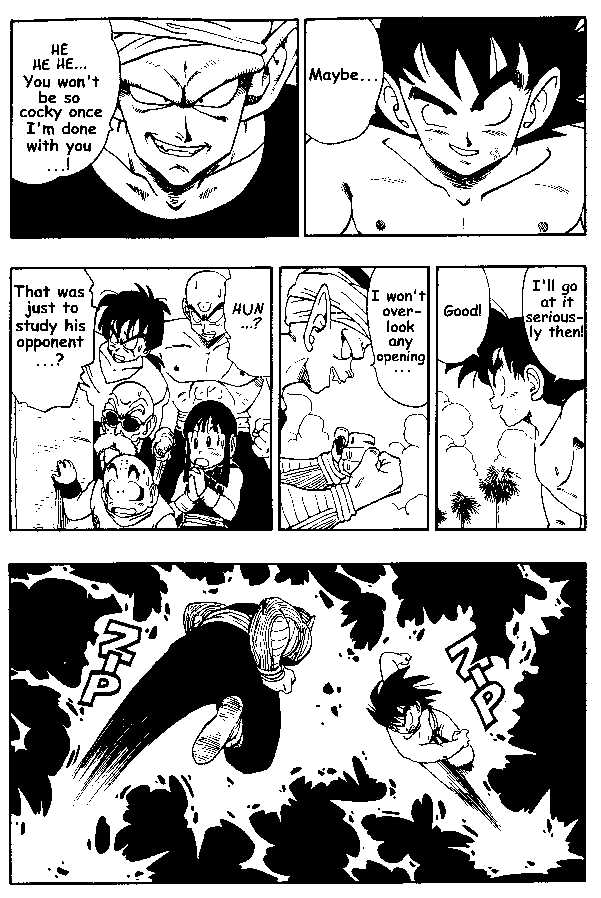 Maybe...
HE
HE HE...
You won't
be so
cocky once
I'm done
with you
...!
I'll go
at it
serious-
ly then!
Good!
I won't
over-
look
any
opening
...
HUN
...?
That was
just to
study his
opponent
...?
ZIP
ZIP